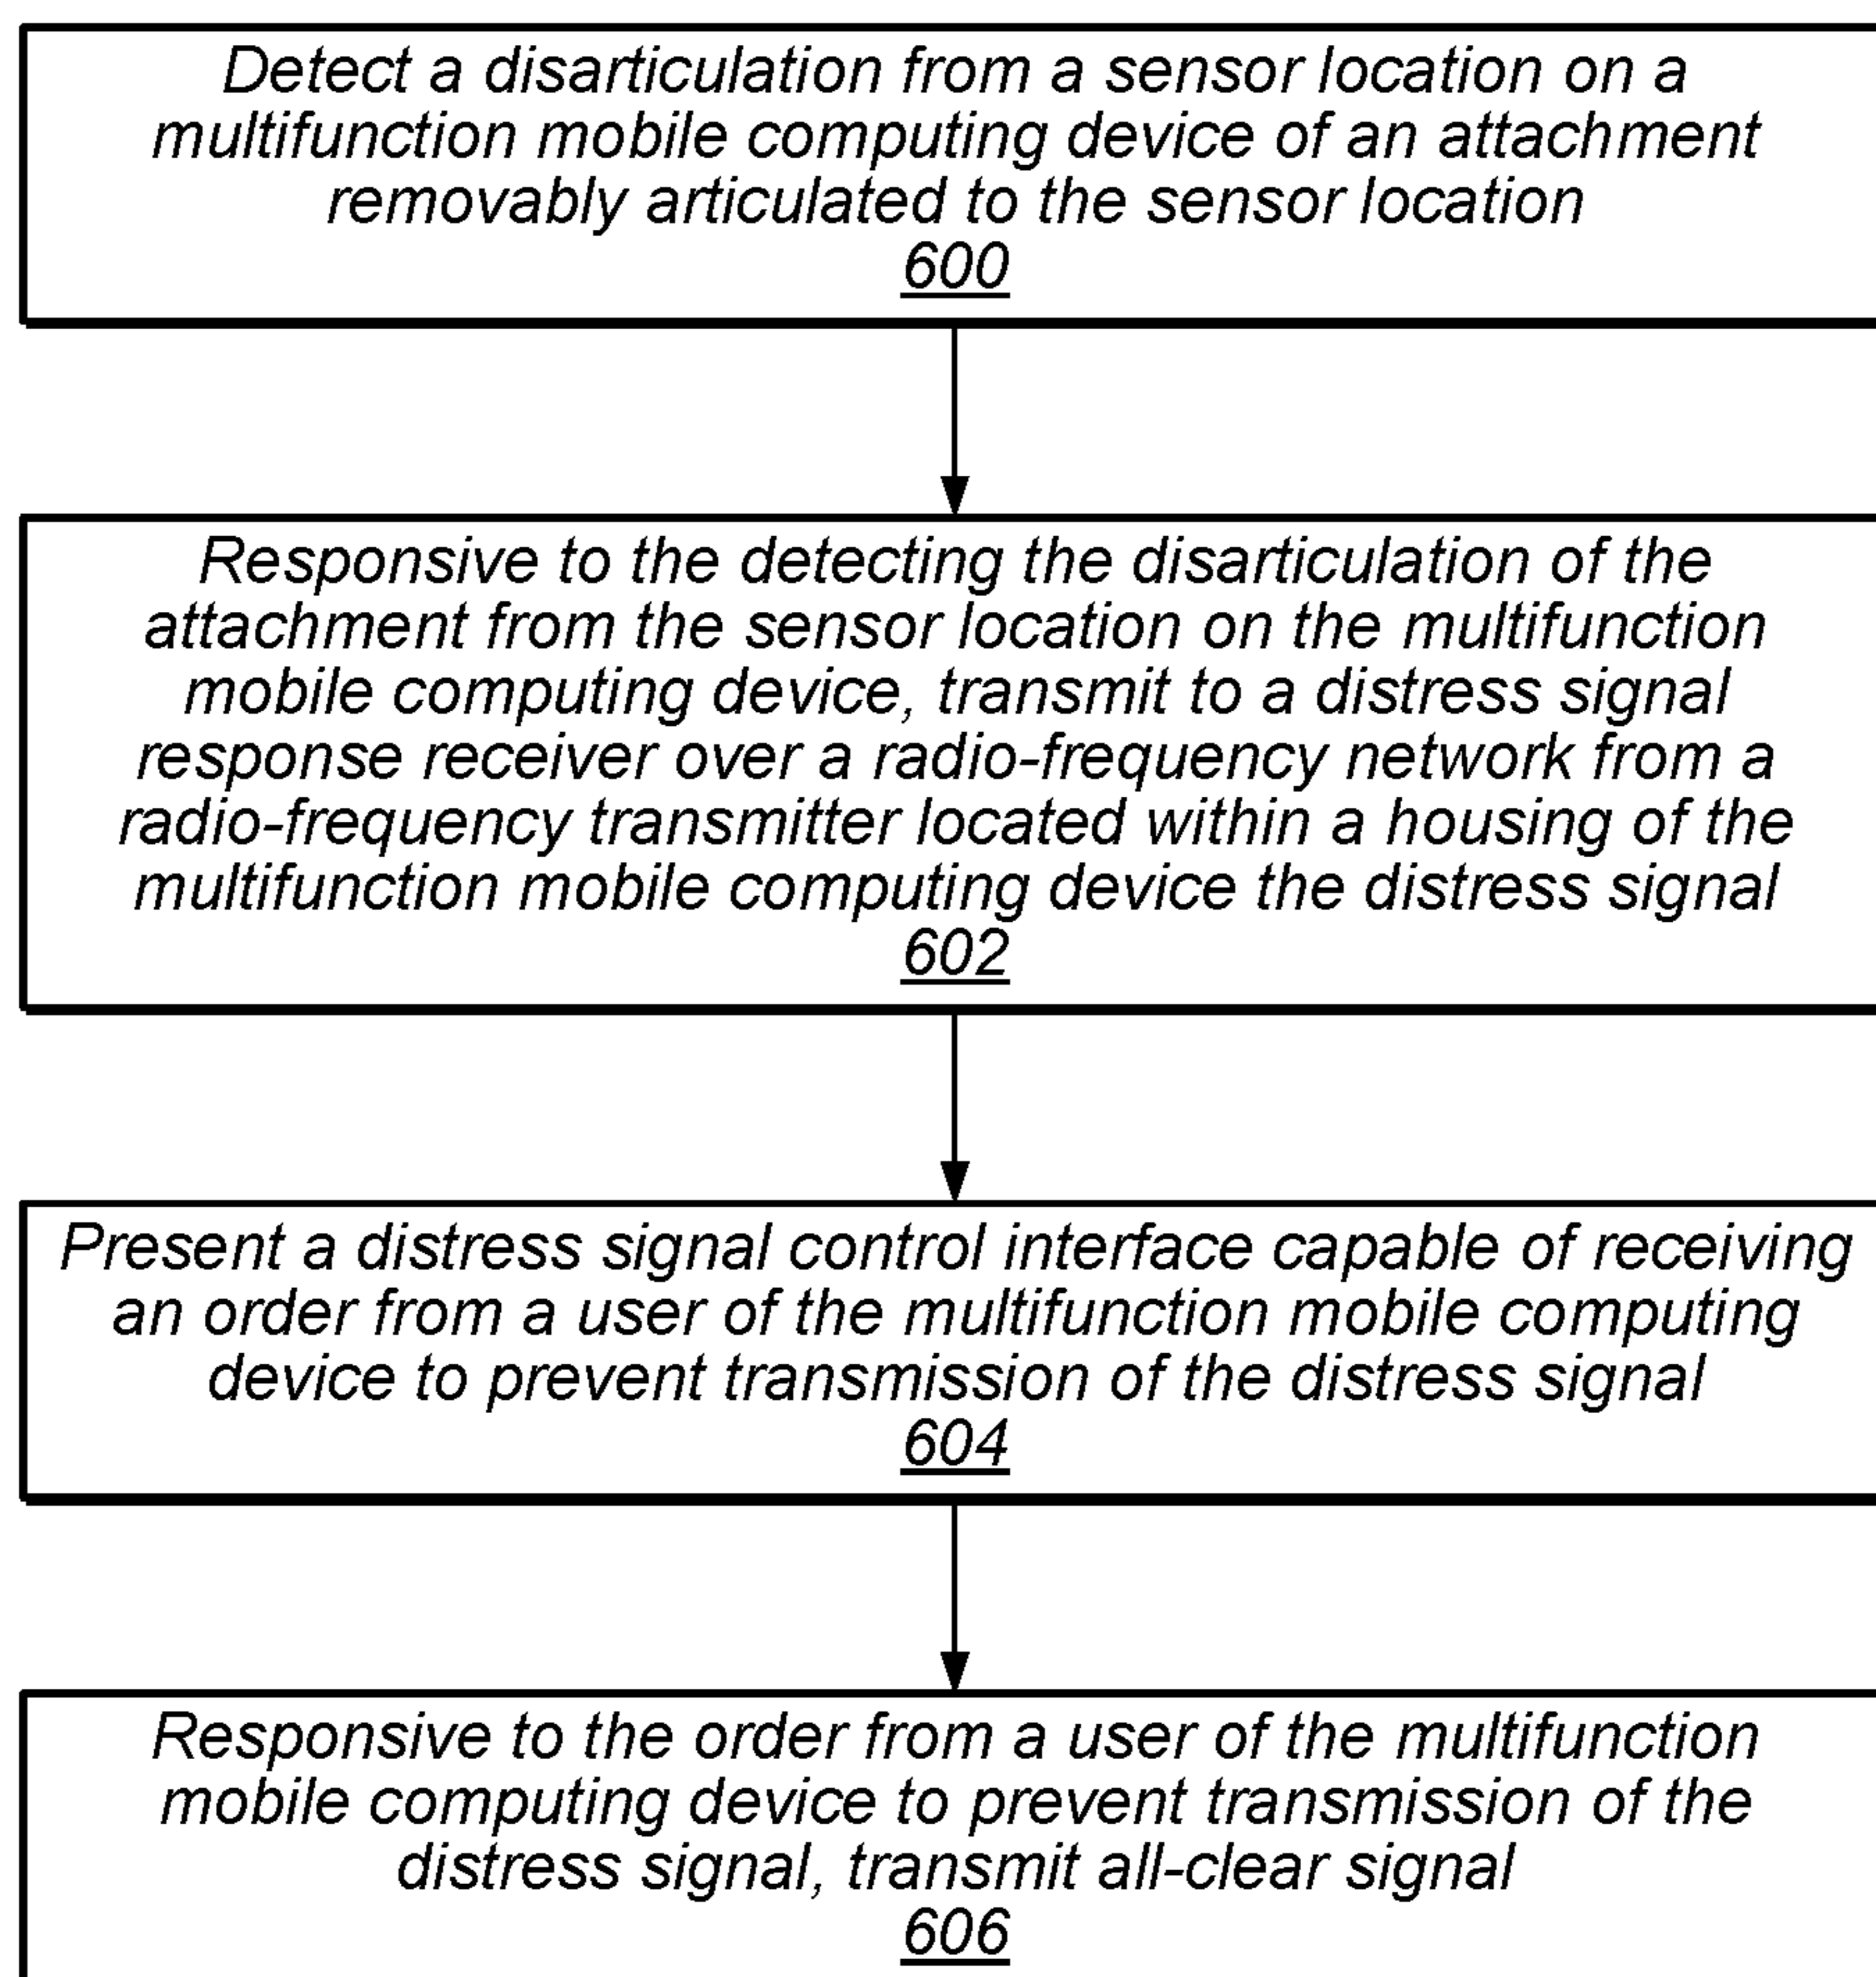 Detect a disarticulation from a sensor location on a
multifunction mobile computing device of an attachment
removably articulated to the sensor location
600
Responsive to the detecting the disarticulation of the
attachment from the sensor location on the multifunction
mobile computing device, transmit to a distress signal
response receiver over a radio-frequency network from a
radio-frequency transmitter located within a housing of the
multifunction mobile computing device the distress signal
602
Present a distress signal control interface capable of receiving
an order from a user of the multifunction mobile computing
device to prevent transmission of the distress signal
604
Responsive to the order from a user of the multifunction
mobile computing device to prevent transmission of the
distress signal, transmit all-clear signal
606